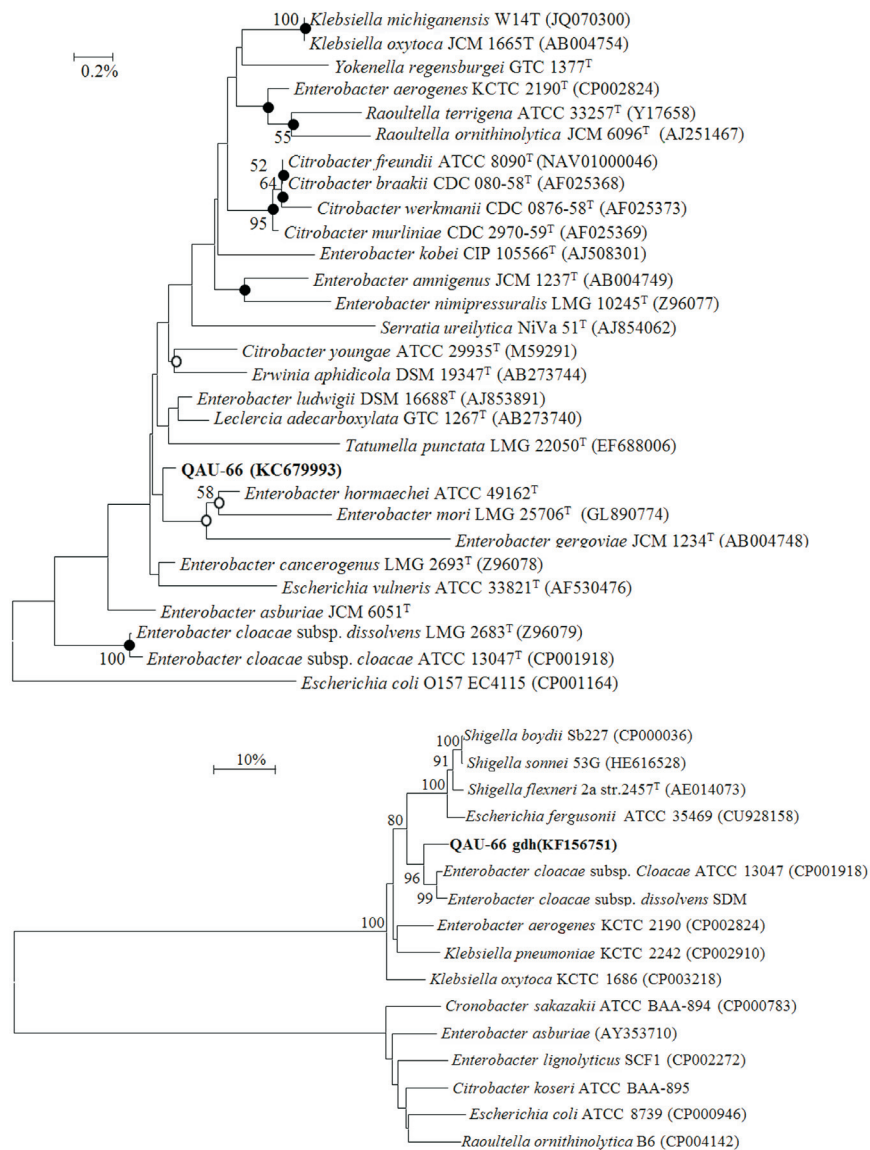 100 Klebsiella michiganensis W14T (JQ070300)
Klebsiella oxytoca JCM 1665T (AB004754)
0.2%
Yokenella regensburgei GTC 1377T
Enterobacter aerogenes KCTC 2190T (CP002824)
Raoultella terrigena ATCC 33257T (Y17658)
55 Raoultella ornithinolytica JCM 6096T (AJ251467)
52 Citrobacter freundii ATCC 8090T (NAV01000046)
64 Citrobacter braakii CDC 080-58T (AF025368)
Citrobacter werkmanii CDC 0876-58T (AF025373)
95 Citrobacter murliniae CDC 2970-59T (AF025369)
Enterobacter kobei CIP 105566T (AJ508301)
Enterobacter amnigenus JCM 1237T (AB004749)
Enterobacter nimipressuralis LMG 10245T (Z96077)
Serratia ureilytica NiVa 51T (AJ854062)
Citrobacter youngae ATCC 29935T (M59291)
Erwinia aphidicola DSM 19347T (AB273744)
Enterobacter ludwigii DSM 16688T (AJ853891)
Leclercia adecarboxylata GTC 1267T (AB273740)
Tatumella punctata LMG 22050T (EF688006)
QAU-66 (KC679993)
58 Enterobacter hormaechei ATCC 49162T
Enterobacter mori LMG 25706T (GL890774)
Enterobacter gergoviae JCM 1234T (AB004748)
Enterobacter cancerogenus LMG 2693T (Z96078)
Escherichia vulneris ATCC 33821T (AF530476)
Enterobacter asburiae JCM 6051T
Enterobacter cloacae subsp. dissolvens LMG 2683T (Z96079)
100 Enterobacter cloacae subsp. cloacae ATCC 13047T (CP001918)
Escherichia coli O157 EC4115 (CP001164)
100 Shigella boydii Sb227 (CP000036)
10%
91 Shigella sonnei 53G (HE616528)
100 Shigella flexneri 2a str.2457T (AE014073)
Escherichia fergusonii ATCC 35469 (CU928158)
80
QAU-66 gdh(KF156751)
96 Enterobacter cloacae subsp. Cloacae ATCC 13047 (CP001918)
99 Enterobacter cloacae subsp. dissolvens SDM
100 Enterobacter aerogenes KCTC 2190 (CP002824)
Klebsiella pneumoniae KCTC 2242 (CP002910)
Klebsiella oxytoca KCTC 1686 (CP003218)
Cronobacter sakazakii ATCC BAA-894 (CP000783)
Enterobacter asburiae (AY353710)
Enterobacter lignolyticus SCF1 (CP002272)
Citrobacter koseri ATCC BAA-895
Escherichia coli ATCC 8739 (CP000946)
Raoultella ornithinolytica B6 (CP004142)